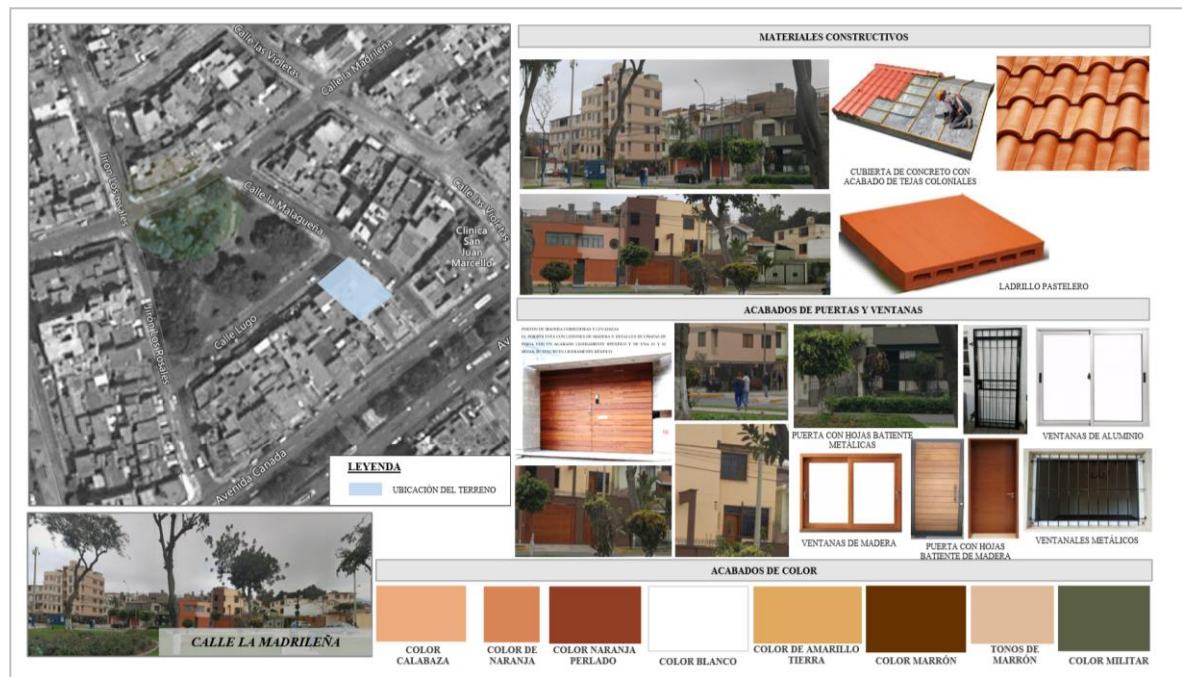 Calle las Violetas
Calle la Madrileña
Jirón Los Rosales
Calle la Malagueña
Calle las Violetas
Clinica
San
Juan
Marcello
Calle Lugo
Jirón Los Rosales
Avenida Canada
Av
LEYENDA
UBICACIÓN DEL TERRENO
CALLE LA MADRILEÑA
MATERIALES CONSTRUCTIVOS
CUBIERTA DE CONCRETO CON
ACABADO DE TEJAS COLONIALES
LADRILLO PASTELERO
ACABADOS DE PUERTAS Y VENTANAS
PUERTA CON HOJAS BATIENTE
METÁLICAS
VENTANAS DE ALUMINIO
VENTANAS DE MADERA
PUERTA CON HOJAS
BATIENTE DE MADERA
VENTANALES METÁLICOS
ACABADOS DE COLOR
COLOR
CALABAZA
COLOR DE
NARANJA
COLOR NARANJA
PERLADO
COLOR BLANCO
COLOR DE AMARILLO
TIERRA
COLOR MARRÓN
TONOS DE
MARRÓN
COLOR MILITAR